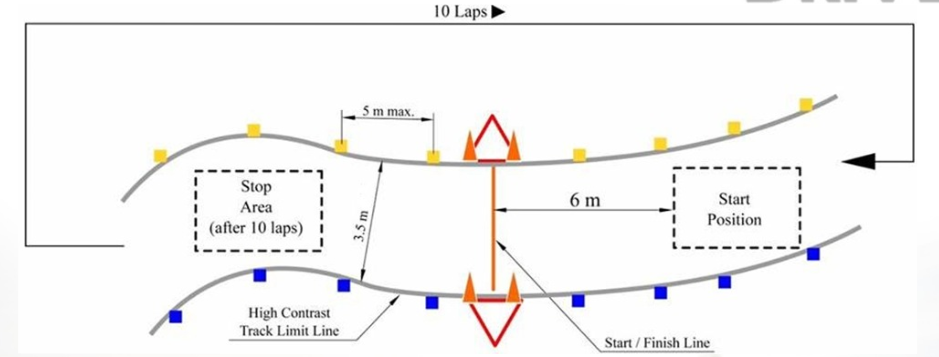 10 Laps ▶
5 m max.
Stop
Area
(after 10 laps)
3.5 m
6 m
Start
Position
High Contrast
Track Limit Line
Start / Finish Line